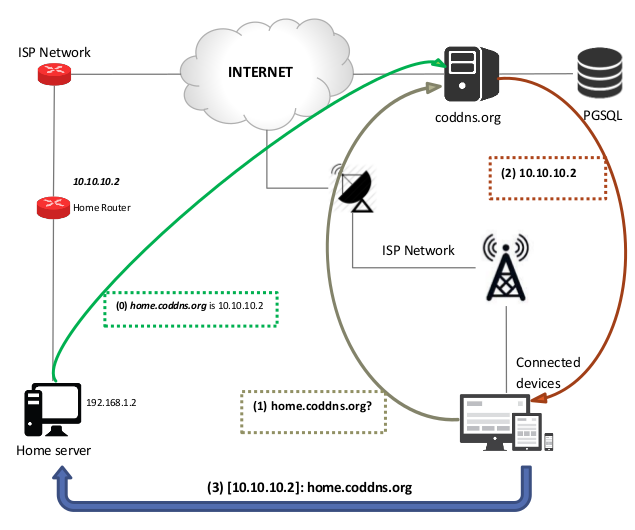 ISP Network
INTERNET
coddns.org
PGSQL
10.10.10.2
Home Router
(2) 10.10.10.2
ISP Network
(0) home.coddns.org is 10.10.10.2
Connected
devices
192.168.1.2
(1) home.coddns.org?
Home server
(3) [10.10.10.2]: home.coddns.org